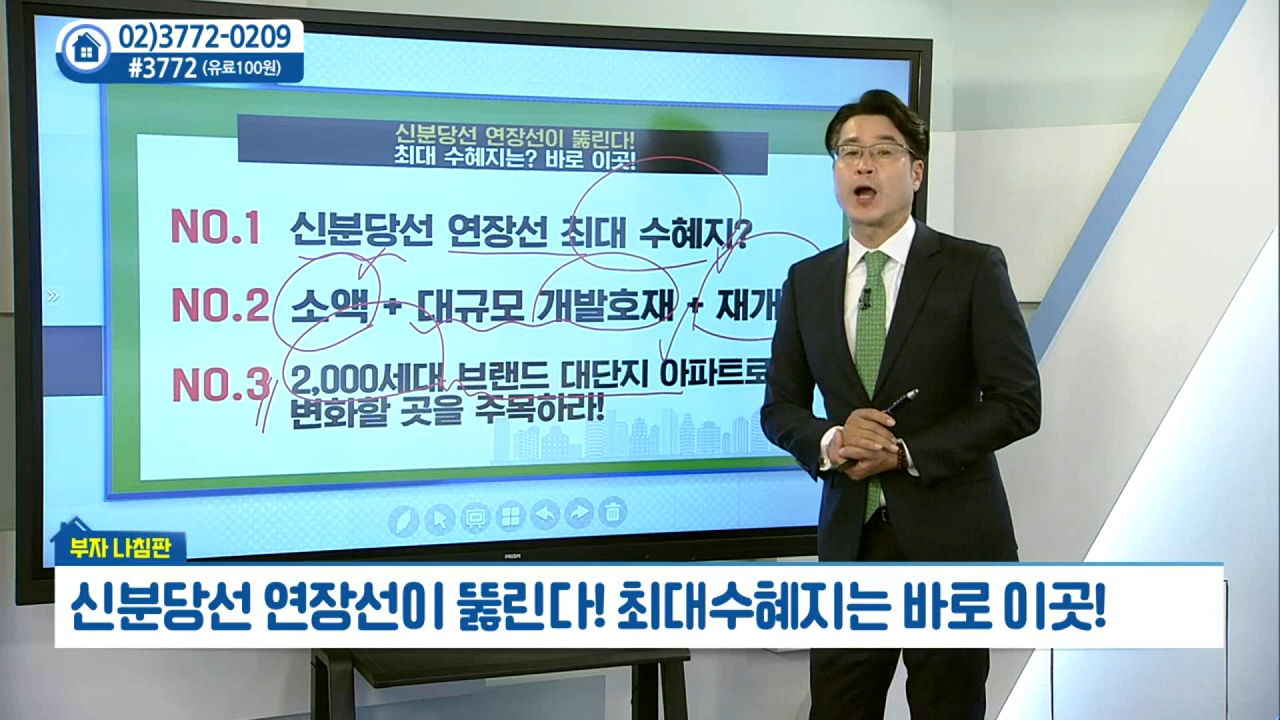 02)3772-0209
#3772 (유료100원)
신분당선 연장선이 뚫린다!
최대 수혜지는? 바로 이곳!
NO.1 신분당선 연장선 최대 수혜지?
NO.2 소액 + 대규모 개발호재 + 재개
NO.3 2,000세대 브랜드 대단지 아파트로
변화할 곳을 주목하라!
PRISM
부자 나침판
신분당선 연장선이 뚫린다! 최대수혜지는 바로 이곳!